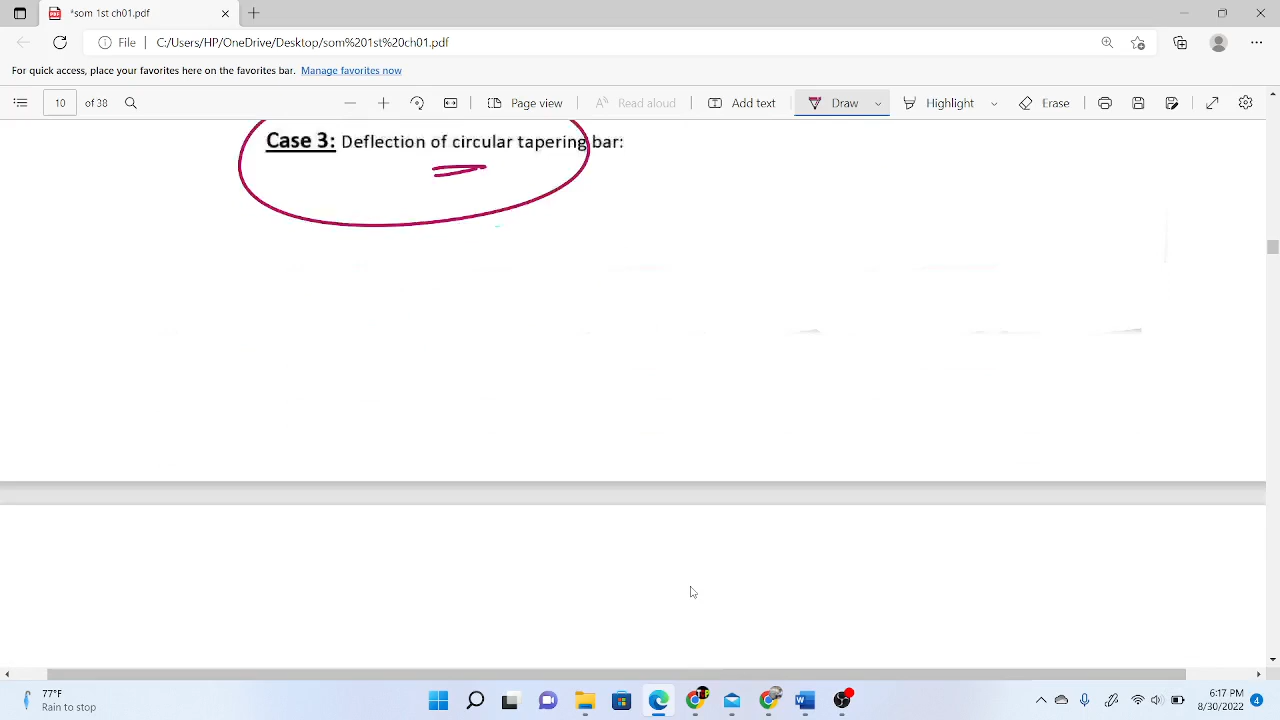 *som 1st ch01.pdf
File
C:/Users/HP/OneDrive/Desktop/som%201st%20ch01.pdf
For quick access, place your favorites here on the favorites bar. Manage favorites now
10 of 38
Page view
Read aloud
Add text
Draw
Highlight
Erase
Case 3: Deflection of circular tapering bar:
77°F
Rain to stop
6:17 PM
8/30/2022
4